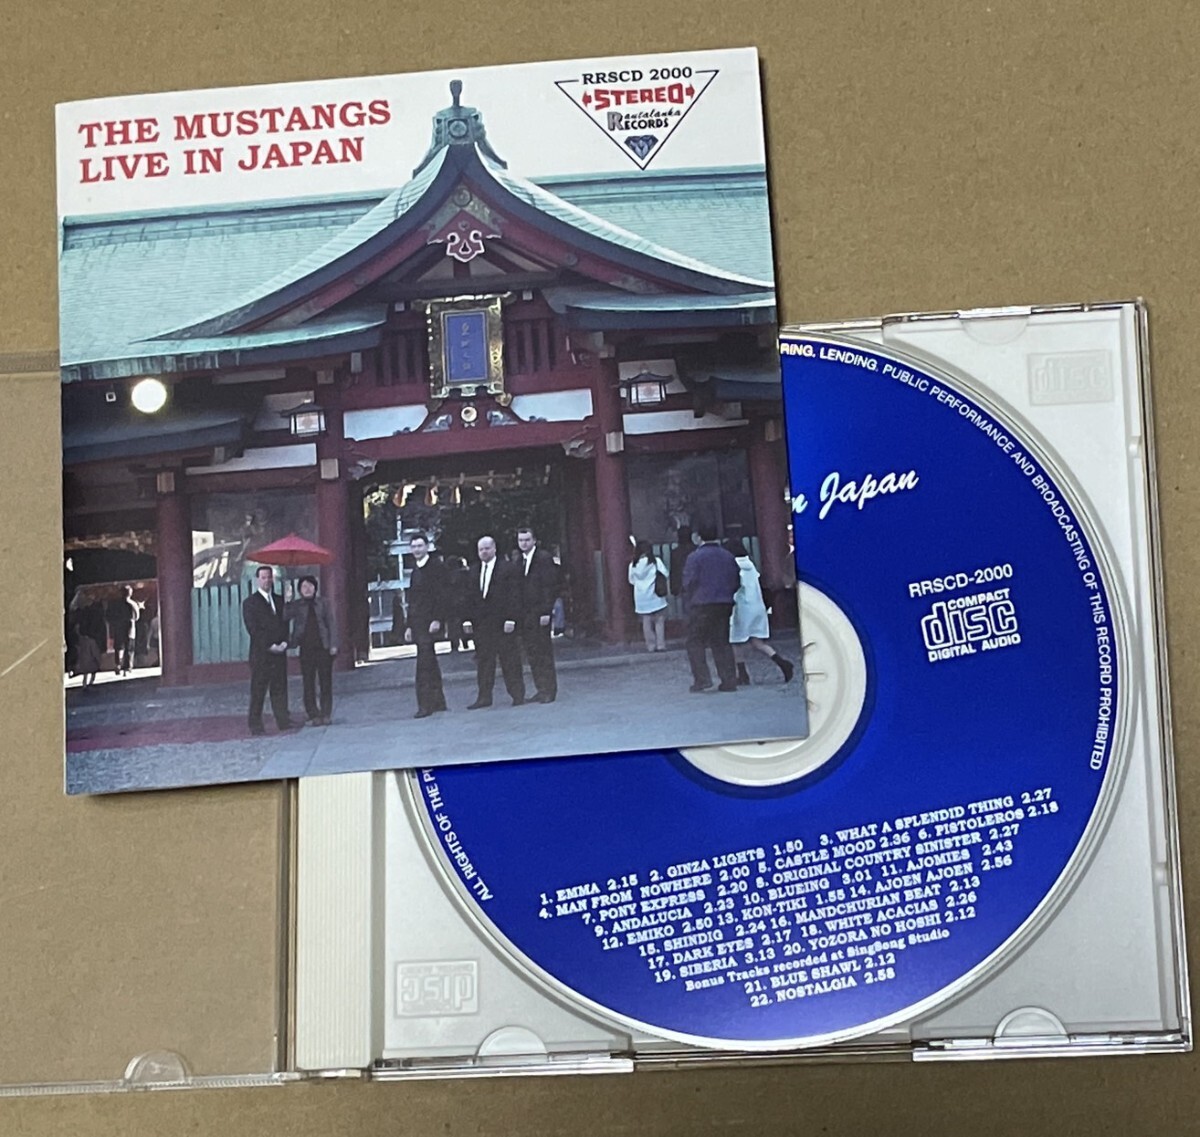 THE MUSTANGS
LIVE IN JAPAN
RRSCD 2000
STEREO
Rautalanka
RECORDS
RING, LENDING, PUBLIC PERFORMANCE AND BROADCASTING OF THIS RECORD PROHIBITED
n Japan
RRSCD-2000
COMPACT
disc
DIGITAL AUDIO
ALL RIGHTS OF THE
1. EMMA 2.15 2. GINZA LIGHTS 1.50 3. WHAT A SPLENDID THING 2.27
4. MAN FROM NOWHERE 2.00 5. CASTLE MOOD 2.36 6. PISTOLEROS 2.18
7. PONY EXPRESS 2.20 8. ORIGINAL COUNTRY SINISTER 2.27
9. ANDALUCIA 2.23 10. BLUEING 3.01 11. AJOMIES 2.43
12. EMIKO 2.50 13. KON-TIKI 1.55 14. AJOEN AJOEN 2.56
15. SHINDIG 2.24 16. MANDCHURIAN BEAT 2.13
17. DARK EYES 2.17 18. WHITE ACACIAS 2.26
19. SIBERIA 3.13 20. YOZORA NO HOSHI 2.12
Bonus Tracks recorded at SingSong Studio
21. BLUE SHAWL 2.12
22. NOSTALGIA 2.58
disc